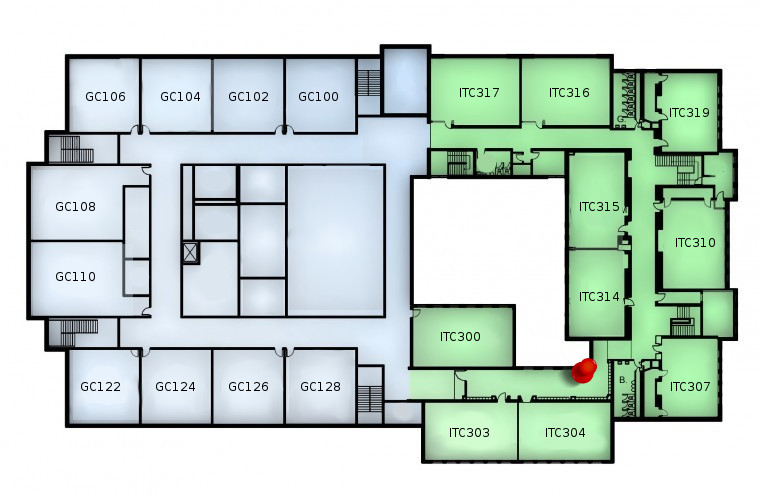 GC106
GC104
GC102
GC100
ITC317
ITC316
ITC319
G
GC108
ITC315
ITC310
GC110
ITC314
ITC300
GC122
GC124
GC126
GC128
B.
ITC307
ITC303
ITC304